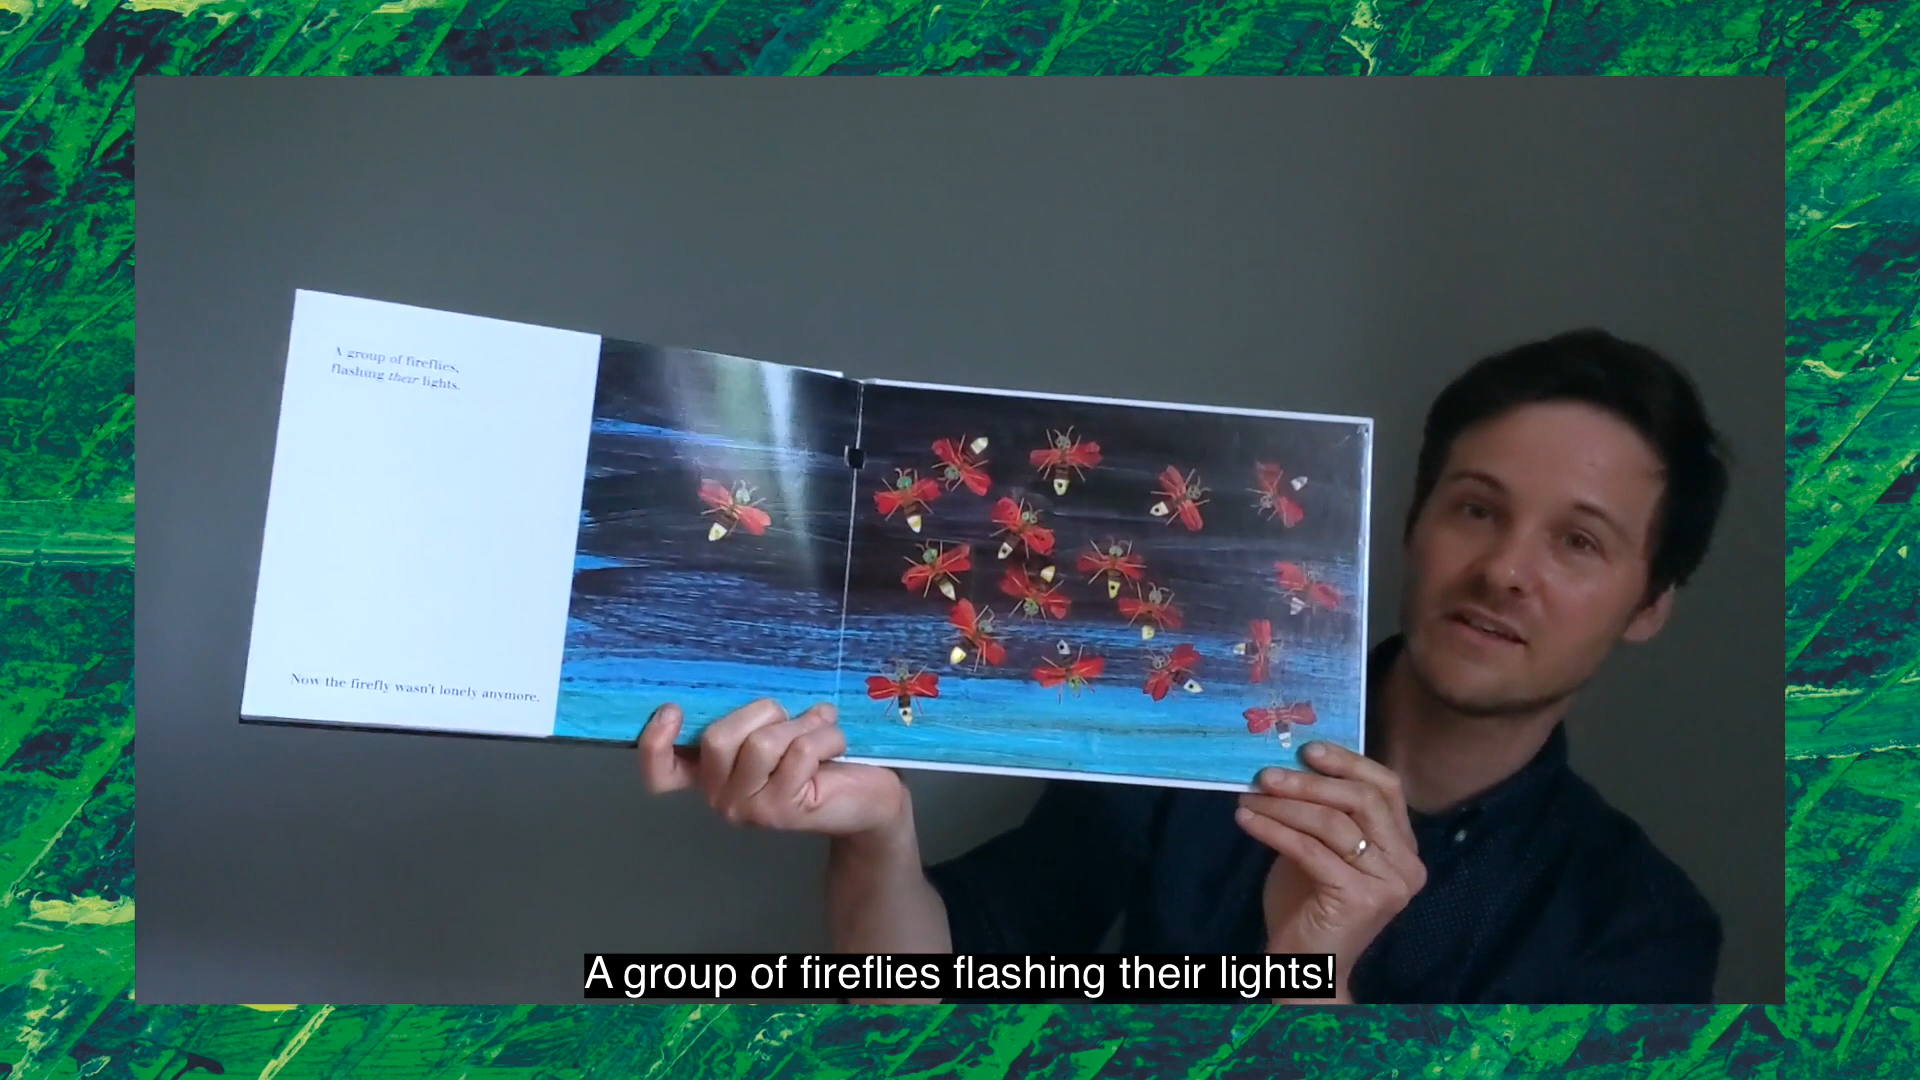 A group of fireflies,
flashing their lights.
Now the firefly wasn't lonely anymore.
A group of fireflies flashing their lights!